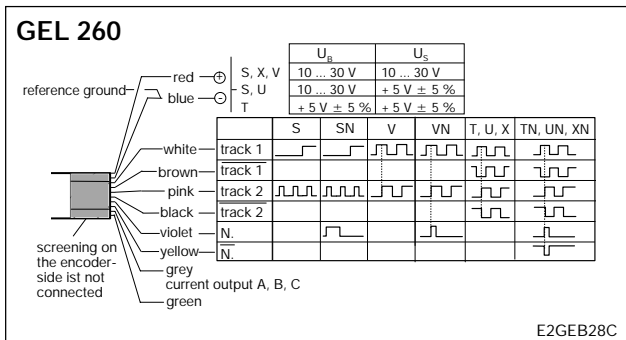 GEL 260
U_B U_S
red + S, X, V 10 ... 30 V 10 ... 30 V
reference ground S, U 10 ... 30 V + 5 V ± 5 %
blue - T + 5 V ± 5 % + 5 V ± 5 %
S SN V VN T, U, X TN, UN, XN
white track 1
brown track 1
pink track 2
black track 2
violet N.
yellow N.
grey
current output A, B, C
green
screening on
the encoder-
side ist not
connected
E2GEB28C